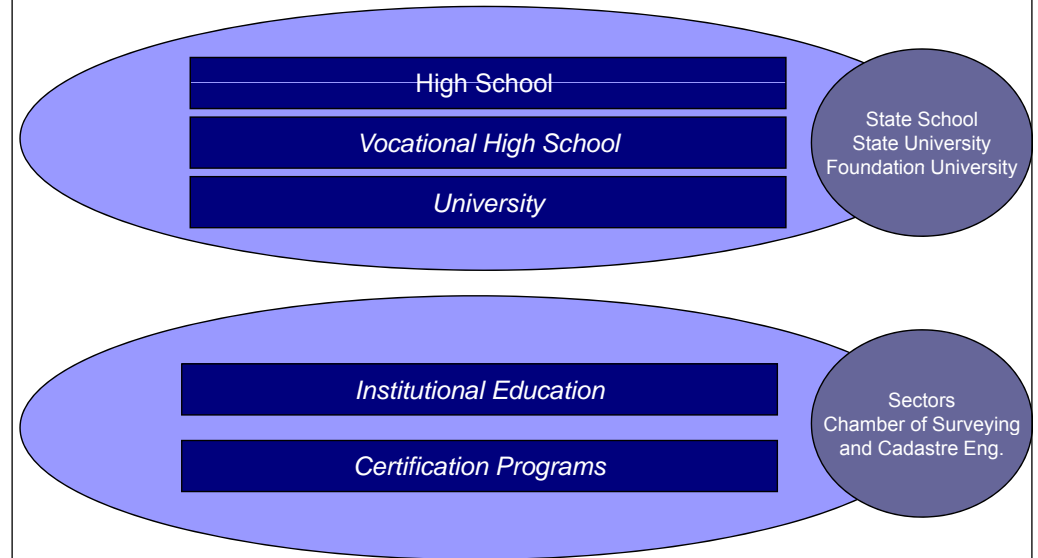 High School
Vocational High School
University
State School
State University
Foundation University
Institutional Education
Certification Programs
Sectors
Chamber of Surveying
and Cadastre Eng.